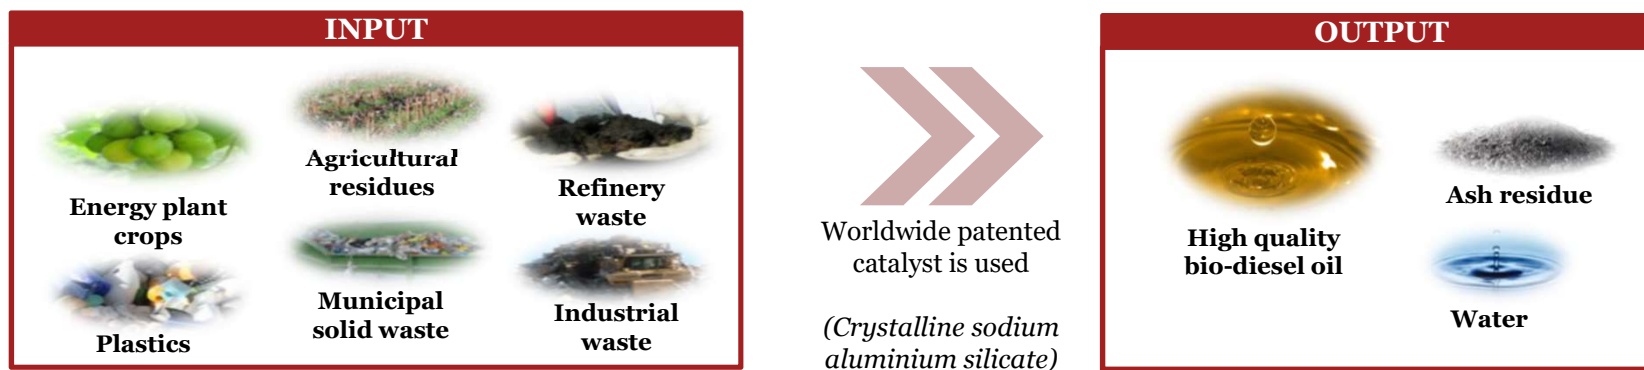 INPUT
Energy plant
crops
Agricultural
residues
Refinery
waste
Plastics
Municipal
solid waste
Industrial
waste
Worldwide patented
catalyst is used
(Crystalline sodium
aluminium silicate)
OUTPUT
High quality
bio-diesel oil
Ash residue
Water